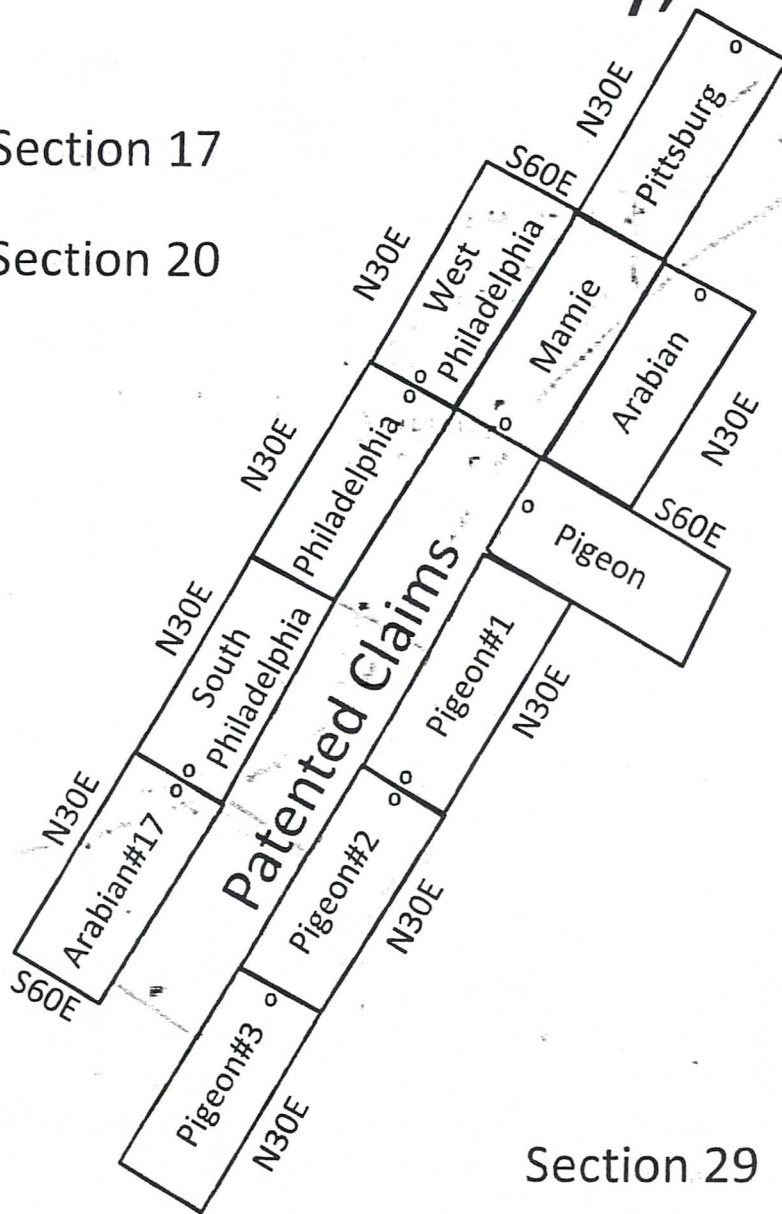 N30E
Pittsburg
Section 17
S60E
West
Philadelphia
N30E
Mamie
Section 20
Arabian
N30E
Philadelphia
N30E
S60E
Pigeon
Patented Claims
South
Philadelphia
N30E
Pigeon#1
N30E
Arabian#17
N30E
Pigeon#2
N30E
S60E
Pigeon#3
N30E
Section 29